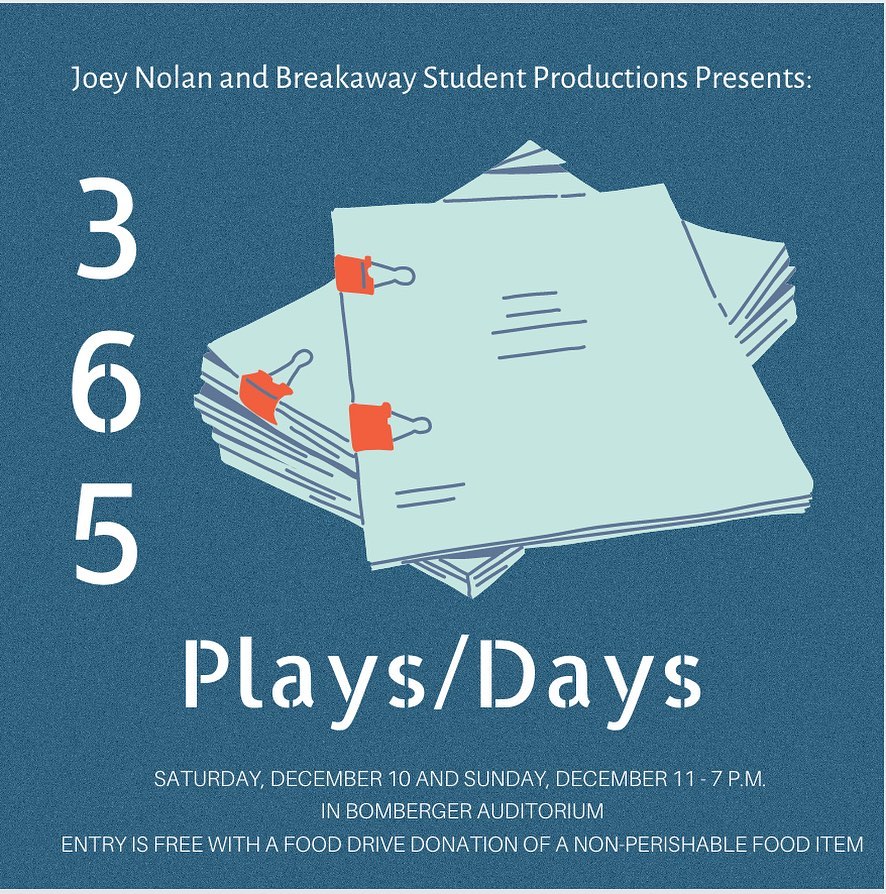 Joey Nolan and Breakaway Student Productions Presents:
3
6
5
Plays/Days
SATURDAY, DECEMBER 10 AND SUNDAY, DECEMBER 11 - 7 P.M.
IN BOMBERGER AUDITORIUM
ENTRY IS FREE WITH A FOOD DRIVE DONATION OF A NON-PERISHABLE FOOD ITEM